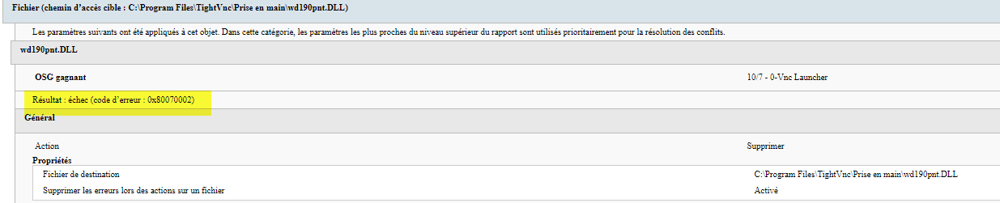 Fichier (chemin d'accès cible : C:\Program Files\TightVnc\Prise en main\wd190pnt.DLL)
Les paramètres suivants ont été appliqués à cet objet. Dans cette catégorie, les paramètres les plus proches du niveau supérieur du rapport sont utilisés prioritairement pour la résolution des conflits.
wd190pnt.DLL
OSG gagnant 10/7 - 0-Vnc Launcher
Résultat : échec (code d'erreur : 0x80070002)
Général
Action Supprimer
Propriétés
Fichier de destination C:\Program Files\TightVnc\Prise en main\wd190pnt.DLL
Supprimer les erreurs lors des actions sur un fichier Activé